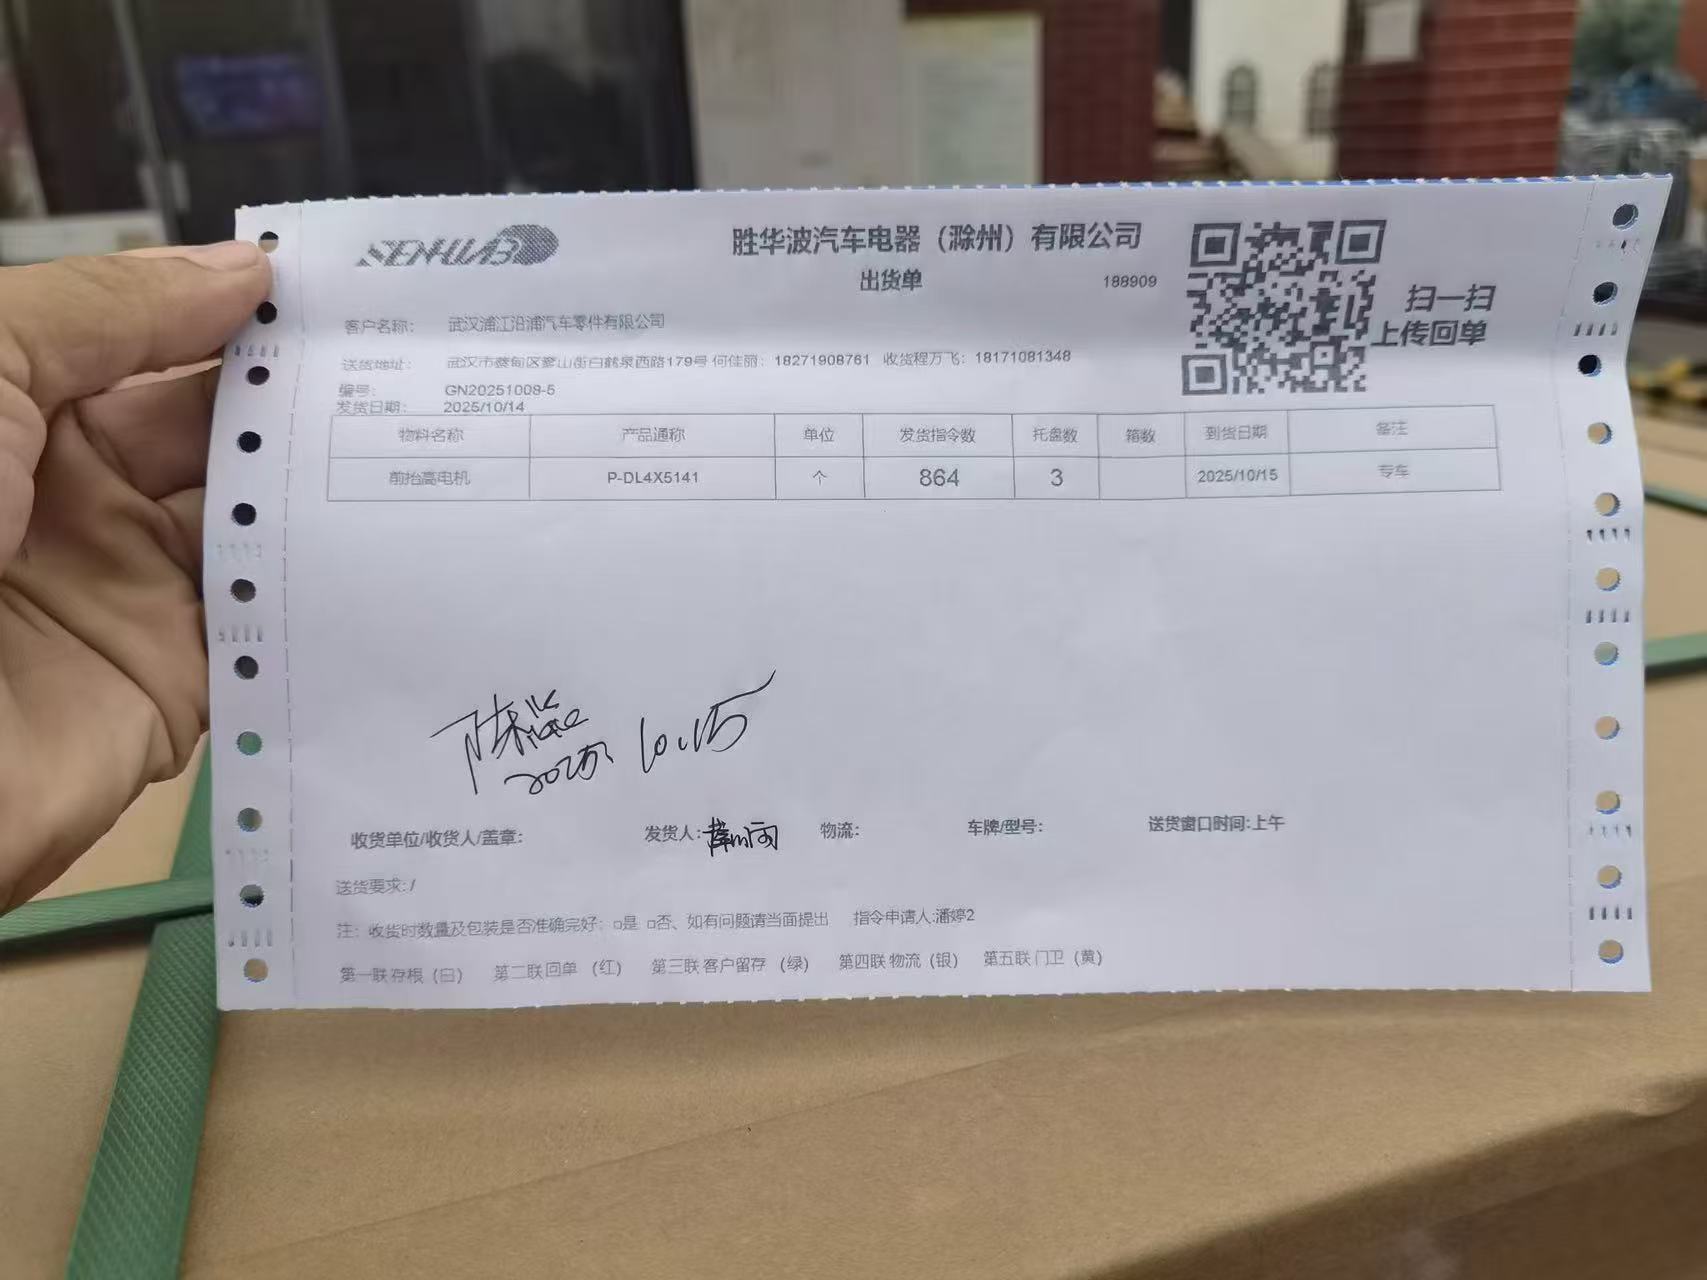 SENHWAB
胜华波汽车电器（滁州）有限公司
出货单
188909
扫一扫
上传回单
客户名称： 武汉浦江沿浦汽车零件有限公司
送货地址： 武汉市蔡甸区奓山街白鹤泉西路179号 何佳丽：18271908761 收货程万飞：18171081348
编号： GN20251008-5
发货日期： 2025/10/14
物料名称 产品通称 单位 发货指令数 托盘数 箱数 到货日期 备注
前抬高电机 P-DL4X5141 个 864 3 2025/10/15 专车
陈
2025 10.15
收货单位/收货人/盖章： 发货人： 物流： 车牌/型号： 送货窗口时间:上午
送货要求:/
注：收货时数量及包装是否准确完好：□是 □否、如有问题请当面提出 指令申请人:潘婷2
第一联存根（白） 第二联回单 （红） 第三联客户留存 （绿） 第四联物流（银） 第五联门卫（黄）